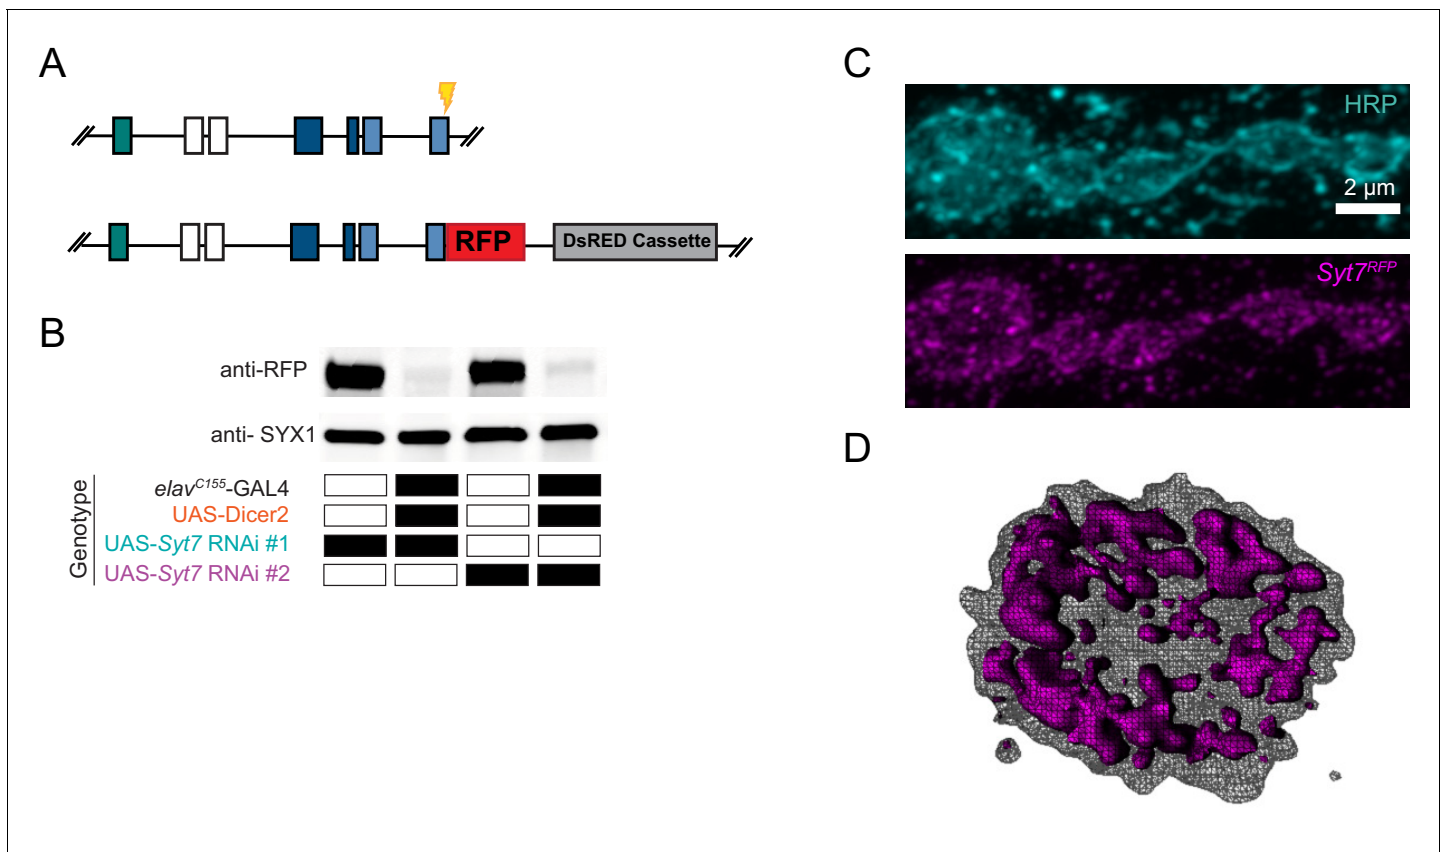 A
RFP
DsRED Cassette
B
anti-RFP
anti- SYX1
Genotype
elavC155-GAL4
UAS-Dicer2
UAS-Syt7 RNAi #1
UAS-Syt7 RNAi #2
C
HRP
2 µm
Syt7RFP
D